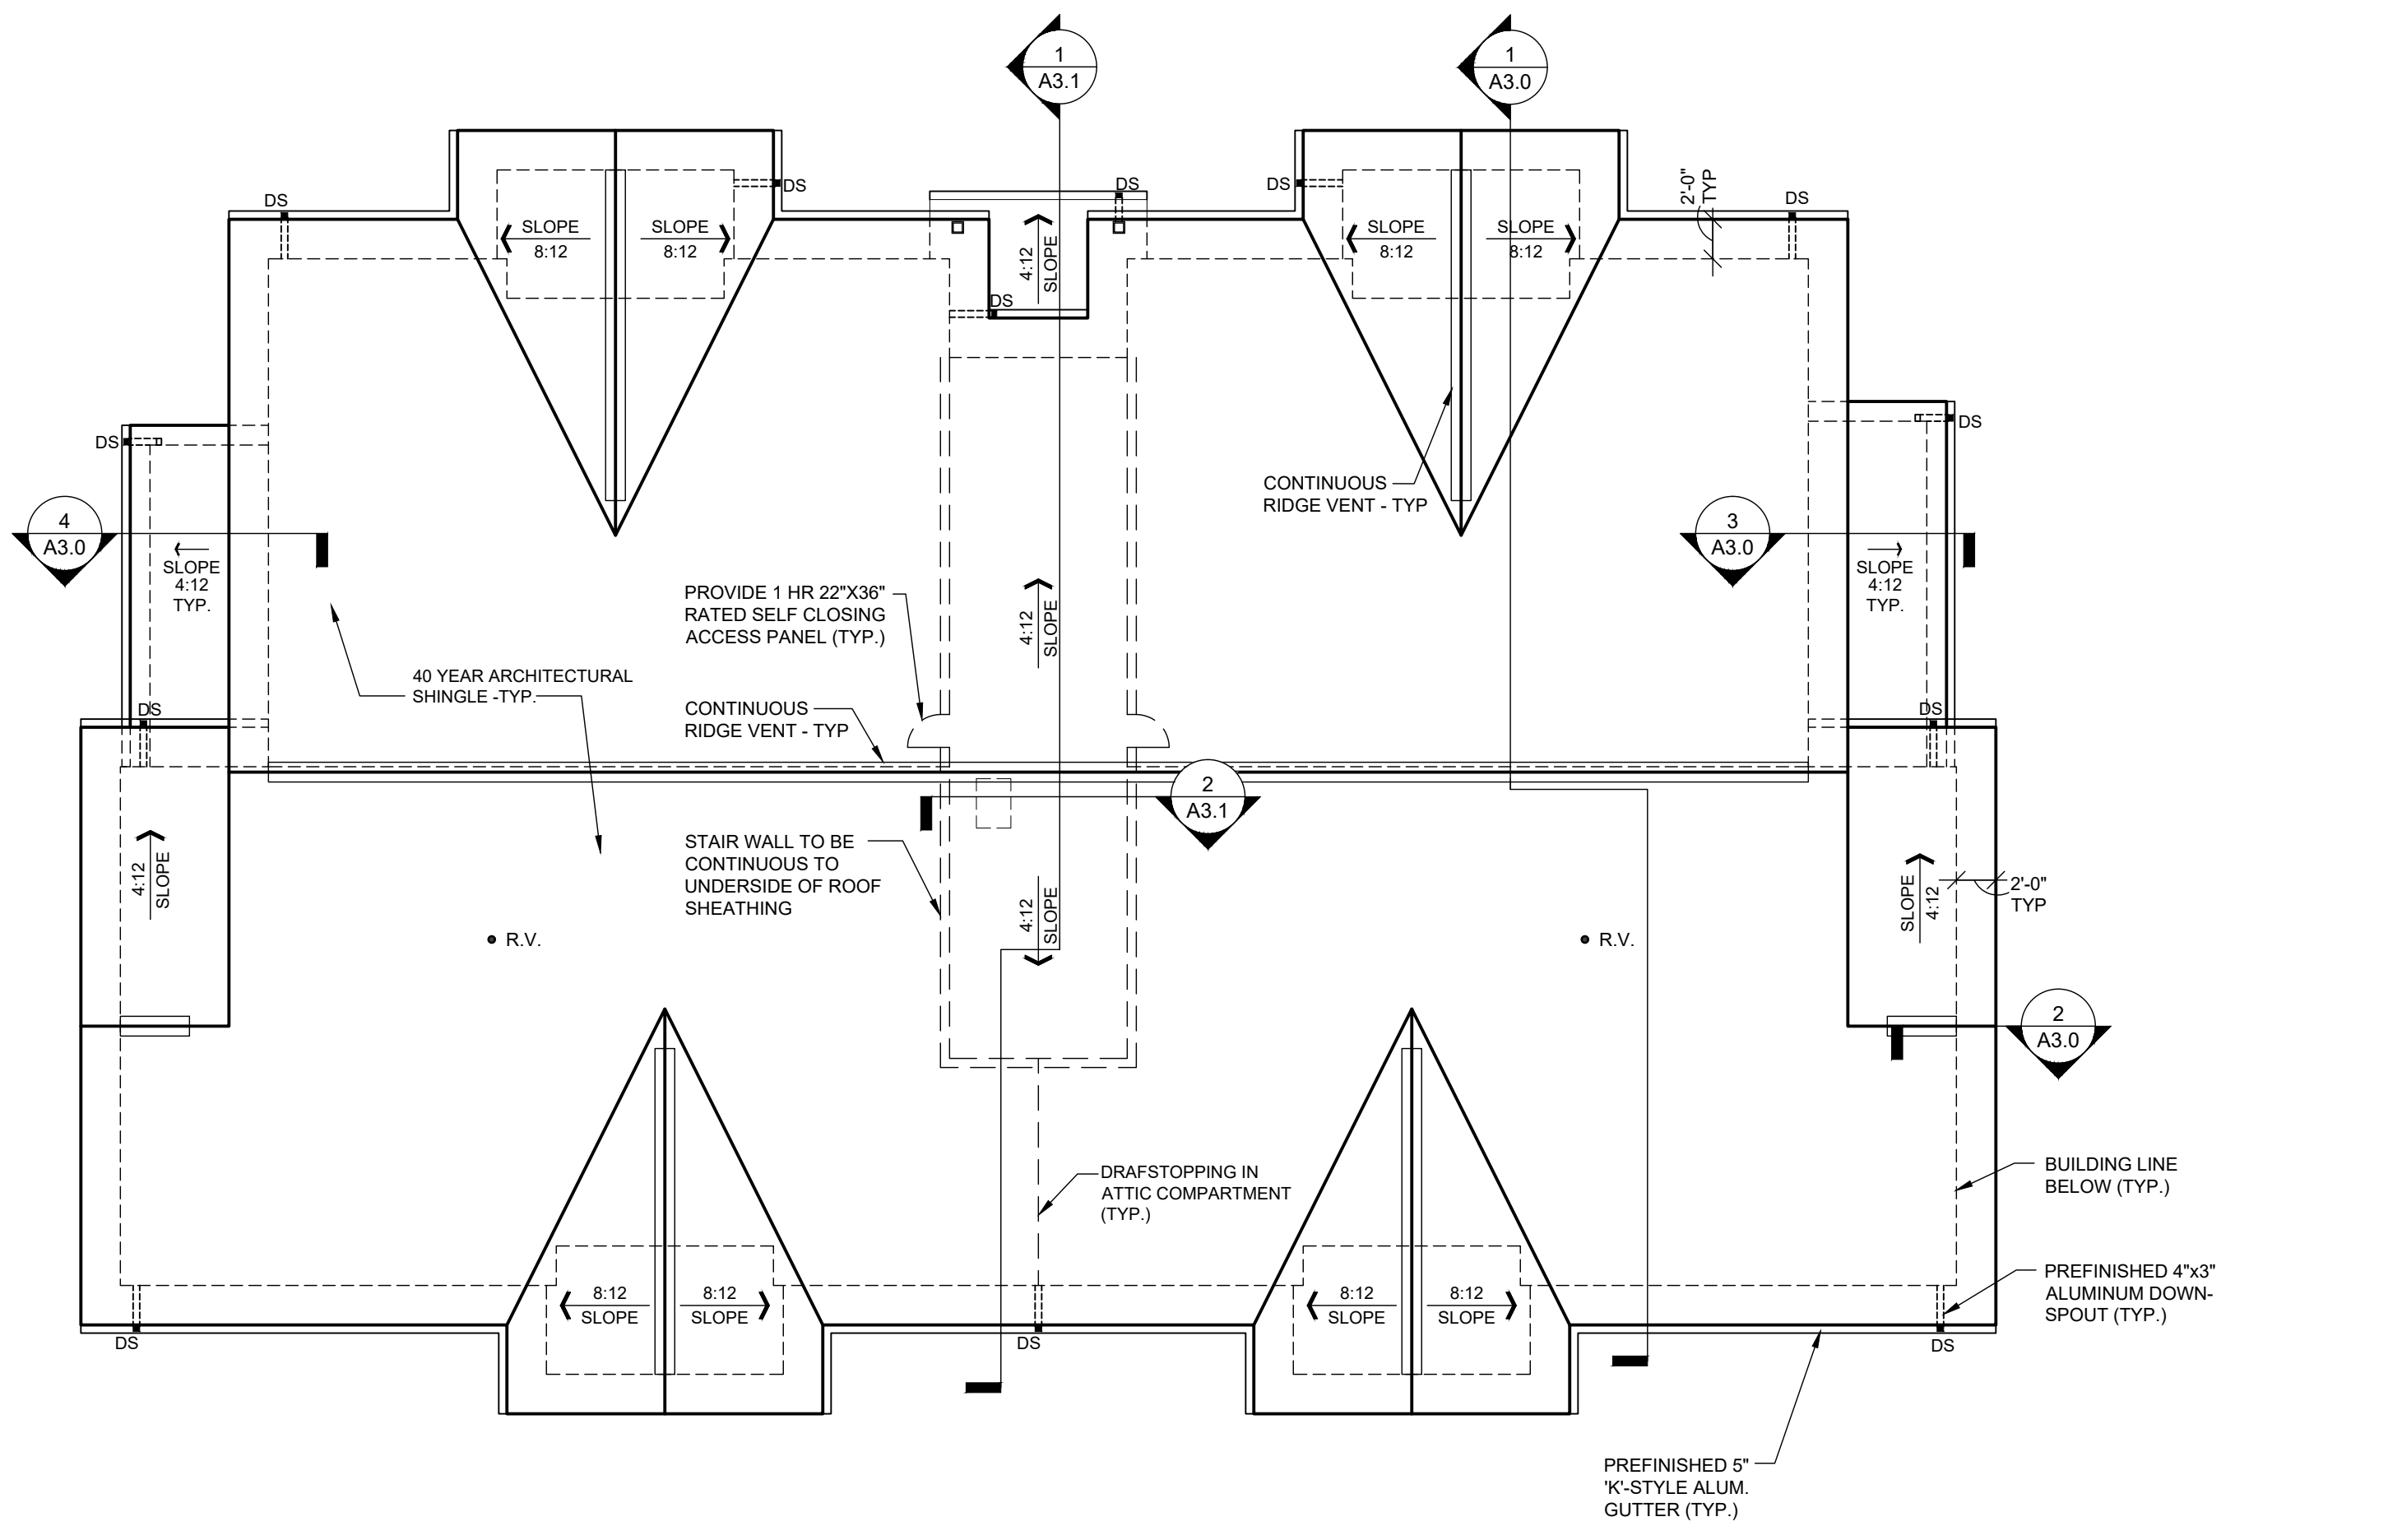 1
A3.1
1
A3.0
DS
DS
DS
DS
DS
2'-0"
TYP
SLOPE
8:12
SLOPE
8:12
4:12
SLOPE
SLOPE
8:12
SLOPE
8:12
DS
DS
DS
CONTINUOUS
RIDGE VENT - TYP
4
A3.0
3
A3.0
SLOPE
4:12
TYP.
SLOPE
4:12
TYP.
PROVIDE 1 HR 22"X36"
RATED SELF CLOSING
ACCESS PANEL (TYP.)
4:12
SLOPE
40 YEAR ARCHITECTURAL
SHINGLE -TYP.
CONTINUOUS
RIDGE VENT - TYP
DS
DS
2
A3.1
STAIR WALL TO BE
CONTINUOUS TO
UNDERSIDE OF ROOF
SHEATHING
4:12
SLOPE
4:12
SLOPE
SLOPE
4:12
2'-0"
TYP
R.V.
R.V.
2
A3.0
DRAFSTOPPING IN
ATTIC COMPARTMENT
(TYP.)
BUILDING LINE
BELOW (TYP.)
8:12
SLOPE
8:12
SLOPE
8:12
SLOPE
8:12
SLOPE
PREFINISHED 4"x3"
ALUMINUM DOWN-
SPOUT (TYP.)
DS
DS
DS
PREFINISHED 5"
'K'-STYLE ALUM.
GUTTER (TYP.)